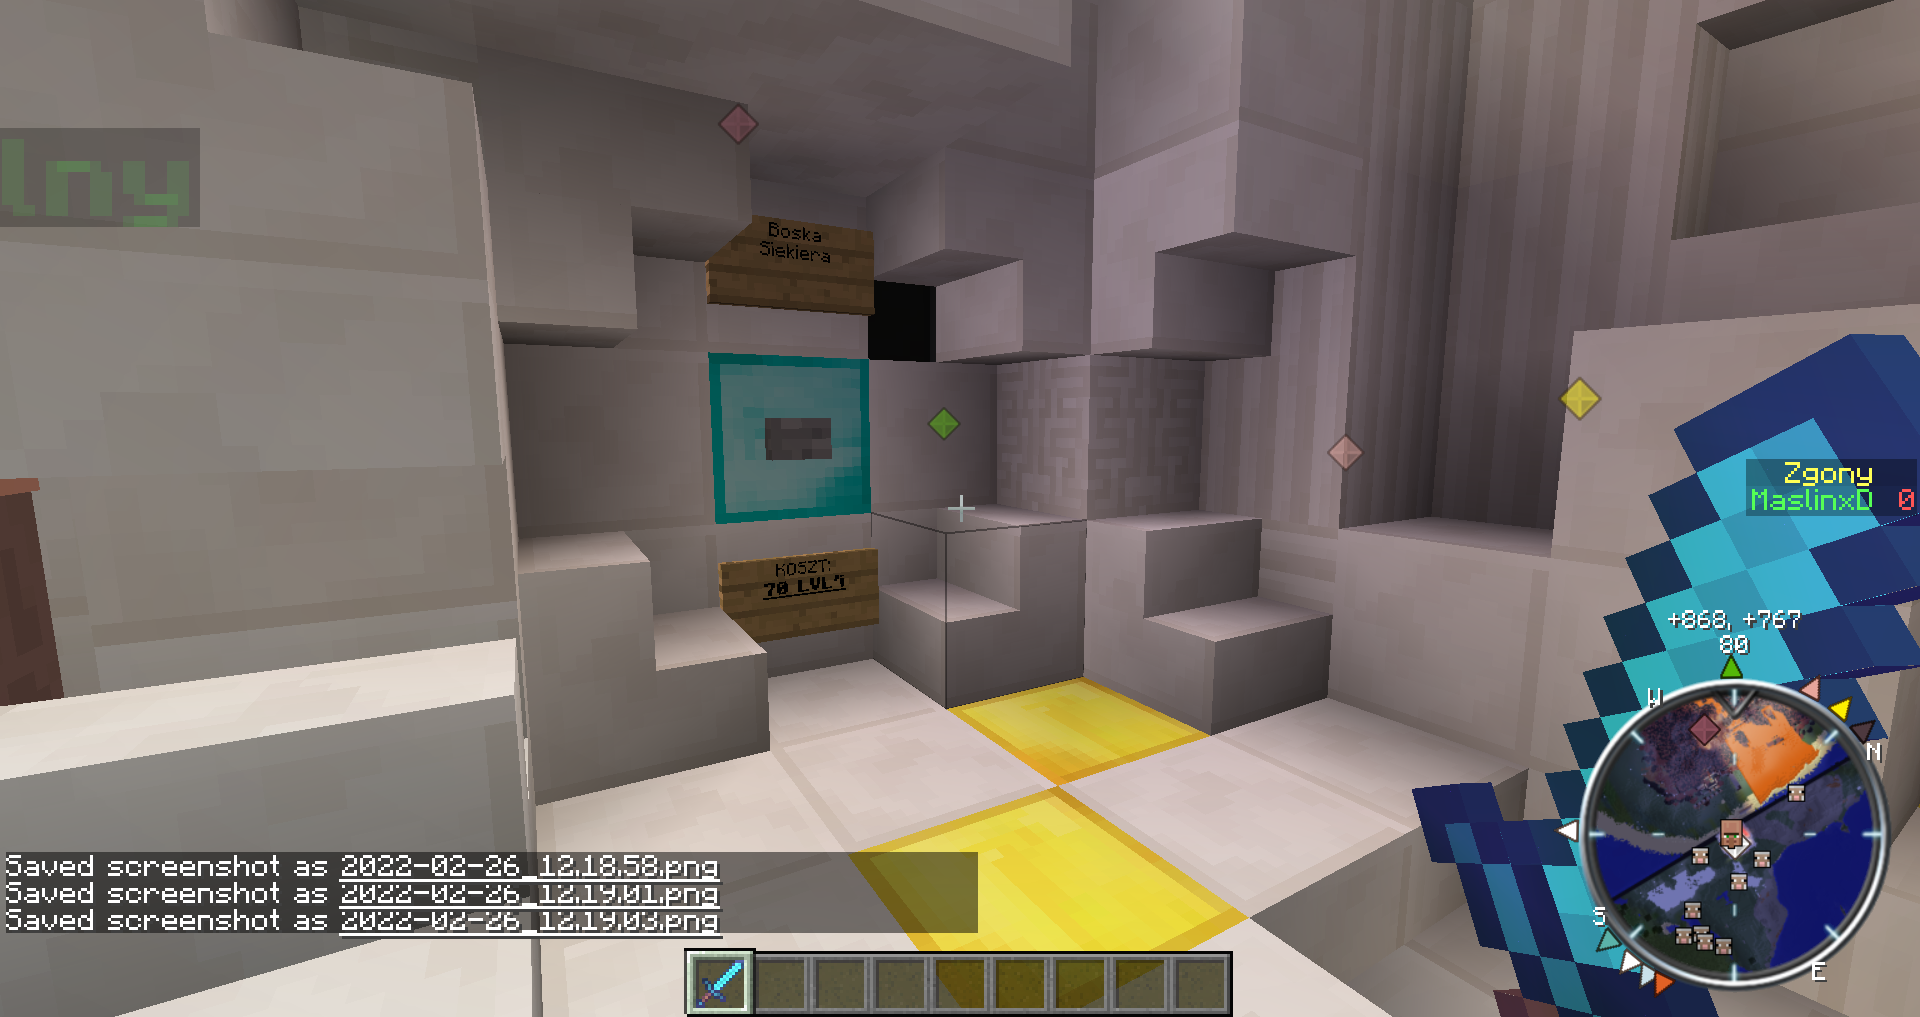 lny
Boska
Siekiera
KOSZT:
70 LVL'i
Zgony
MaslinxD 0
+868, +767
80
W
N
S
E
Saved screenshot as 2022-02-26_12.18.58.png
Saved screenshot as 2022-02-26_12.19.01.png
Saved screenshot as 2022-02-26_12.19.03.png